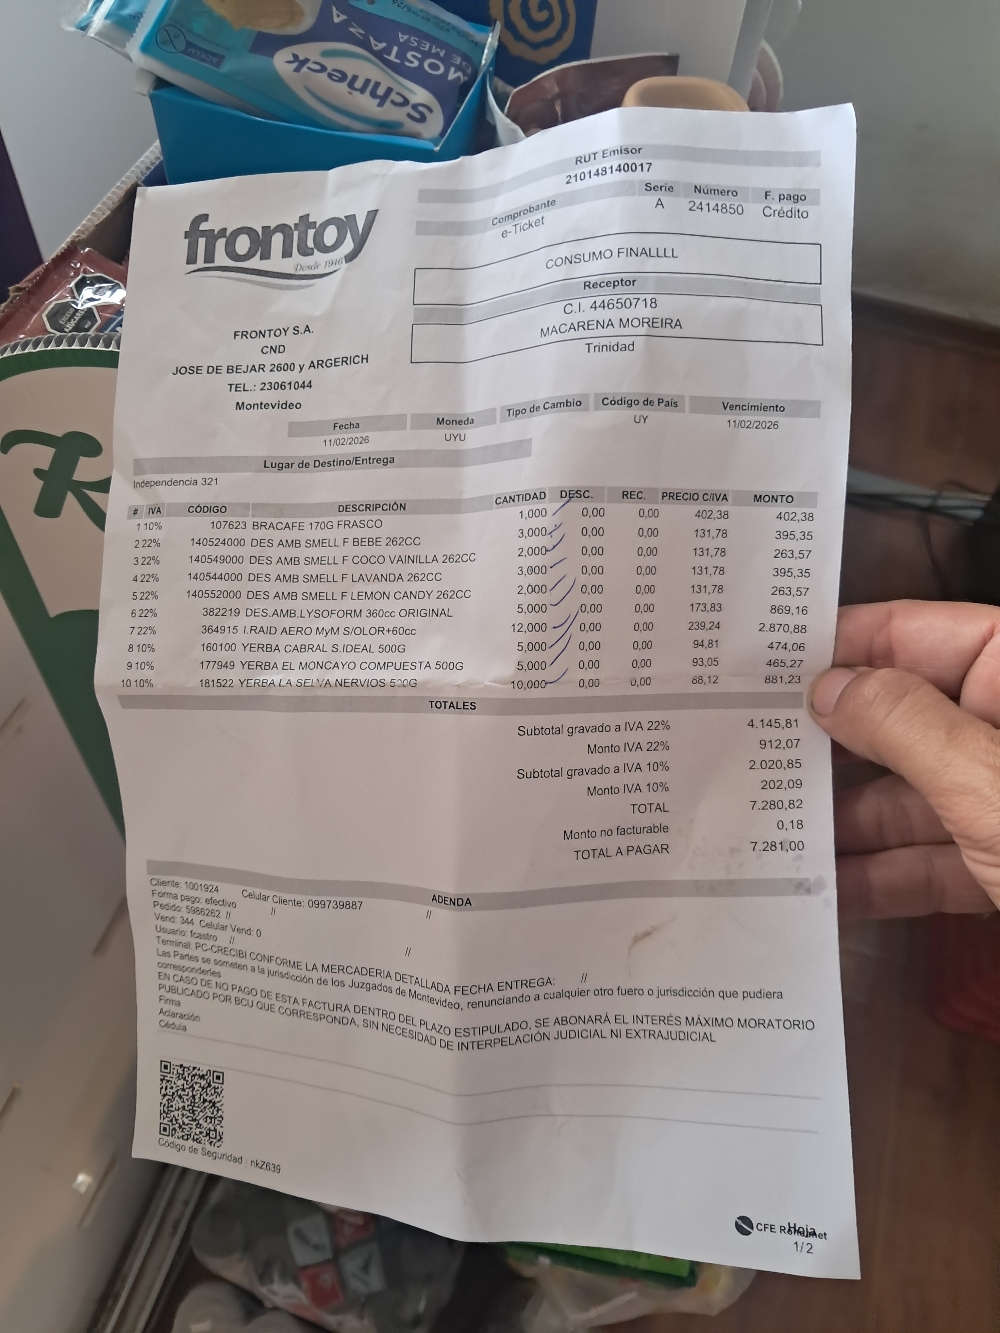 MOSTAZA
DE MESA
Schneck
RUT Emisor
210148140017
Comprobante Serie Número F. pago
e-Ticket A 2414850 Crédito
frontoy
Desde 1946
CONSUMO FINALLL
Receptor
C.I. 44650718
MACARENA MOREIRA
Trinidad
FRONTOY S.A.
CND
JOSE DE BEJAR 2600 y ARGERICH
TEL.: 23061044
Montevideo
Fecha Moneda Tipo de Cambio Código de País Vencimiento
11/02/2026 UYU UY 11/02/2026
Lugar de Destino/Entrega
Independencia 321
# IVA CÓDIGO DESCRIPCIÓN CANTIDAD DESC. REC. PRECIO C/IVA MONTO
1 10% 107623 BRACAFE 170G FRASCO 1,000 0,00 0,00 402,38 402,38
2 22% 140524000 DES AMB SMELL F BEBE 262CC 3,000 0,00 0,00 131,78 395,35
3 22% 140549000 DES AMB SMELL F COCO VAINILLA 262CC 2,000 0,00 0,00 131,78 263,57
4 22% 140544000 DES AMB SMELL F LAVANDA 262CC 3,000 0,00 0,00 131,78 395,35
5 22% 140552000 DES AMB SMELL F LEMON CANDY 262CC 2,000 0,00 0,00 131,78 263,57
6 22% 382219 DES.AMB.LYSOFORM 360cc ORIGINAL 5,000 0,00 0,00 173,83 869,16
7 22% 364915 I.RAID AERO MyM S/OLOR+60cc 12,000 0,00 0,00 239,24 2.870,88
8 10% 160100 YERBA CABRAL S.IDEAL 500G 5,000 0,00 0,00 94,81 474,06
9 10% 177949 YERBA EL MONCAYO COMPUESTA 500G 5,000 0,00 0,00 93,05 465,27
10 10% 181522 YERBA LA SELVA NERVIOS 500G 10,000 0,00 0,00 88,12 881,23
TOTALES
Subtotal gravado a IVA 22% 4.145,81
Monto IVA 22% 912,07
Subtotal gravado a IVA 10% 2.020,85
Monto IVA 10% 202,09
TOTAL 7.280,82
Monto no facturable 0,18
TOTAL A PAGAR 7.281,00
ADENDA
Cliente: 1001924 Celular Cliente: 099739887 //
Forma pago: efectivo //
Pedido: 5986262 //
Vend: 344 Celular Vend: 0
Usuario: fcastro // //
Terminal: PC-CRECIBI CONFORME LA MERCADERIA DETALLADA FECHA ENTREGA: //
Las Partes se someten a la jurisdicción de los Juzgados de Montevideo, renunciando a cualquier otro fuero o jurisdicción que pudiera
corresponderles
EN CASO DE NO PAGO DE ESTA FACTURA DENTRO DEL PLAZO ESTIPULADO, SE ABONARÁ EL INTERÉS MÁXIMO MORATORIO
PUBLICADO POR BCU QUE CORRESPONDA, SIN NECESIDAD DE INTERPELACIÓN JUDICIAL NI EXTRAJUDICIAL
Firma
Aclaración
Cédula
Código de Seguridad : nkZ639
CFE
Hoja
1/2